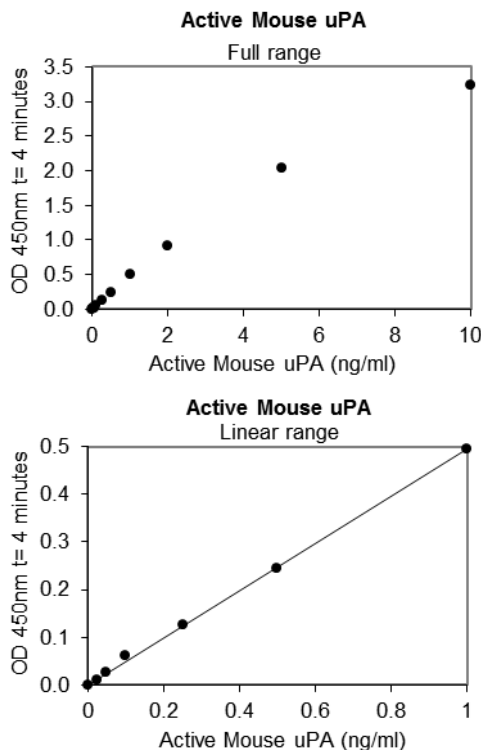 Active Mouse uPA
Full range
3.5
3.0
2.5
2.0
1.5
1.0
0.5
0.0
OD 450nm t= 4 minutes
0 2 4 6 8 10
Active Mouse uPA (ng/ml)
Active Mouse uPA
Linear range
0.5
0.4
0.3
0.2
0.1
0.0
OD 450nm t= 4 minutes
0 0.2 0.4 0.6 0.8 1
Active Mouse uPA (ng/ml)